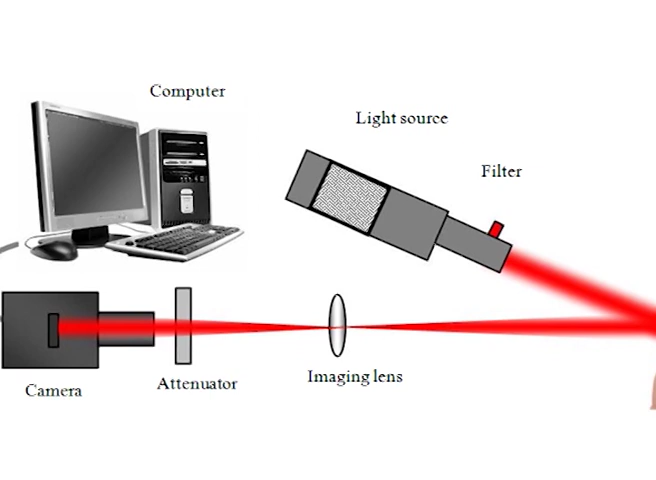 Computer
Light source
Filter
Imaging lens
Attenuator
Camera